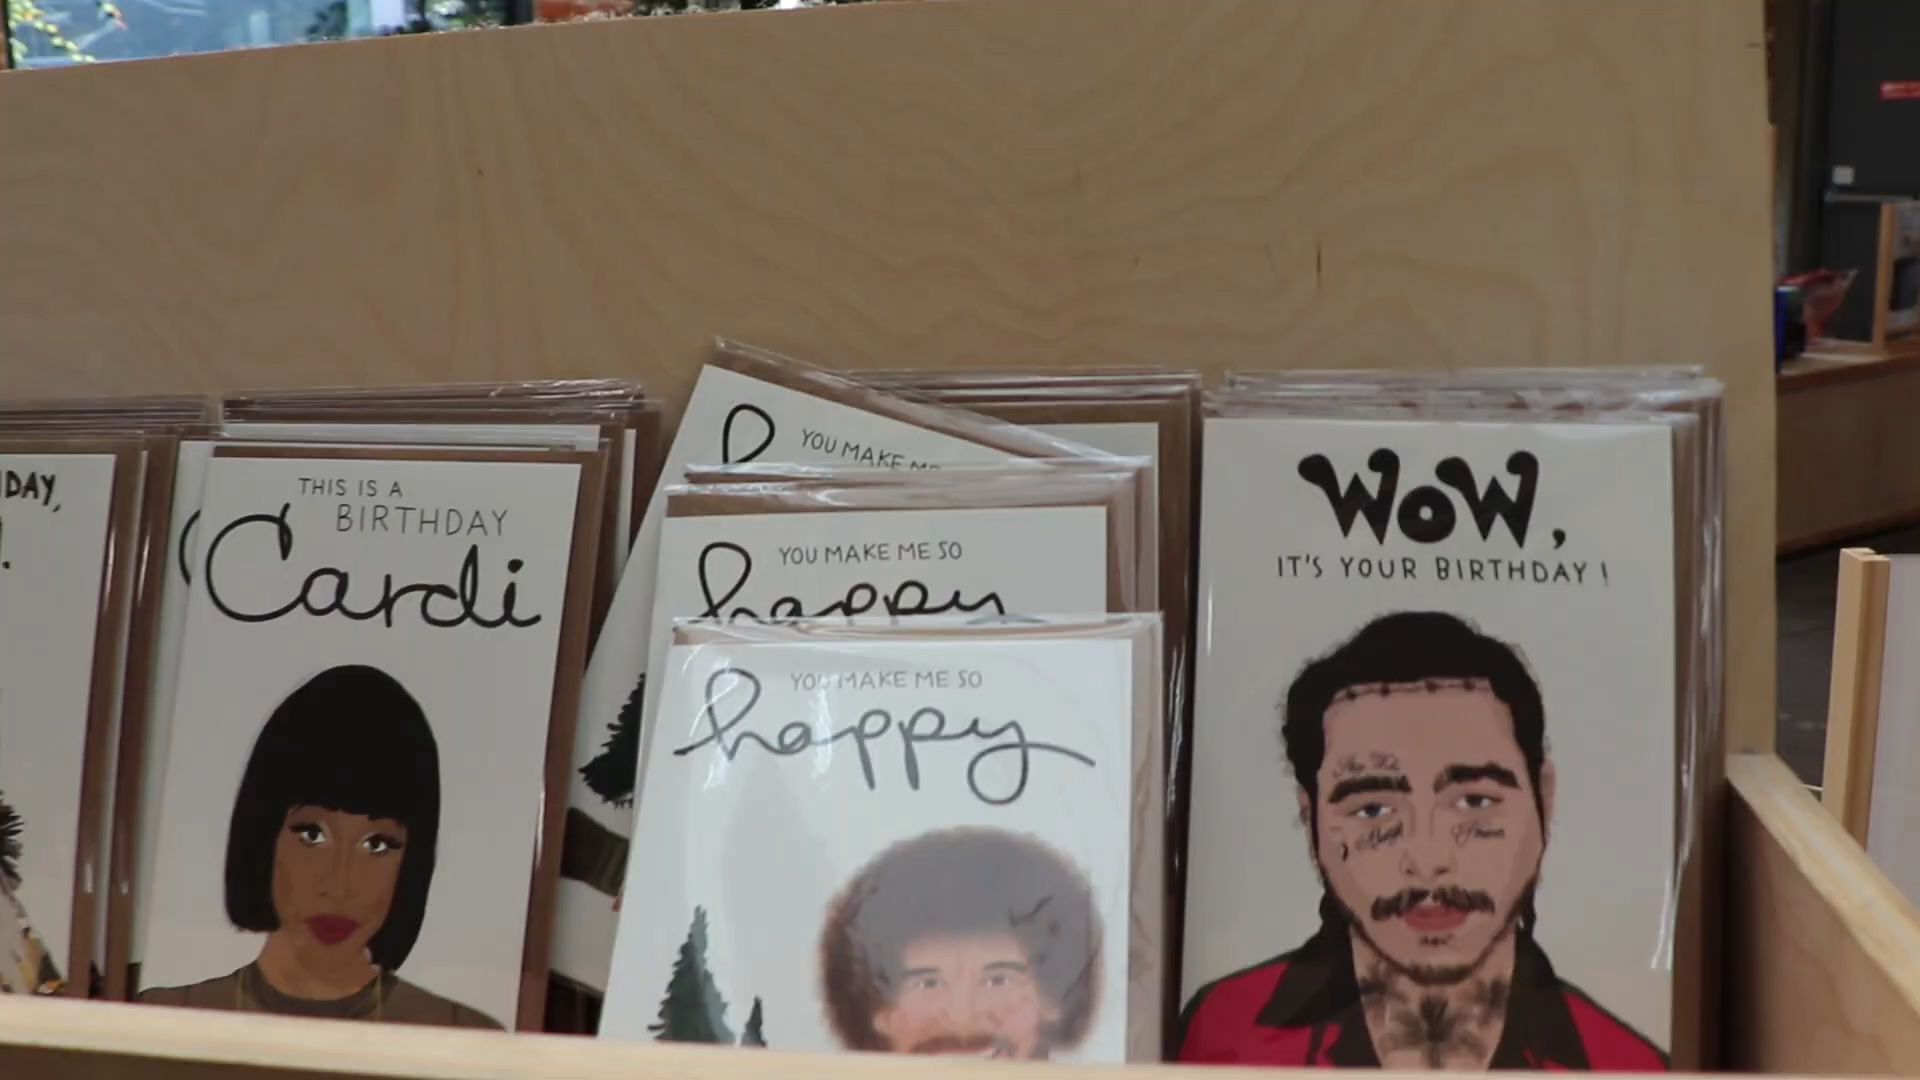 DAY,
THIS IS A
BIRTHDAY
Cardi
YOU MAKE ME
YOU MAKE ME SO
happy
YOU MAKE ME SO
happy
WOW,
IT'S YOUR BIRTHDAY!